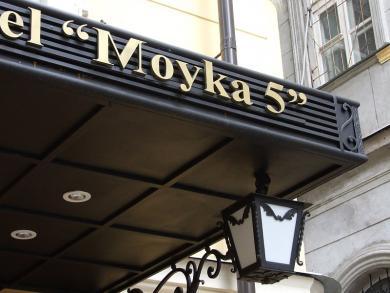 el “Moyka 5”